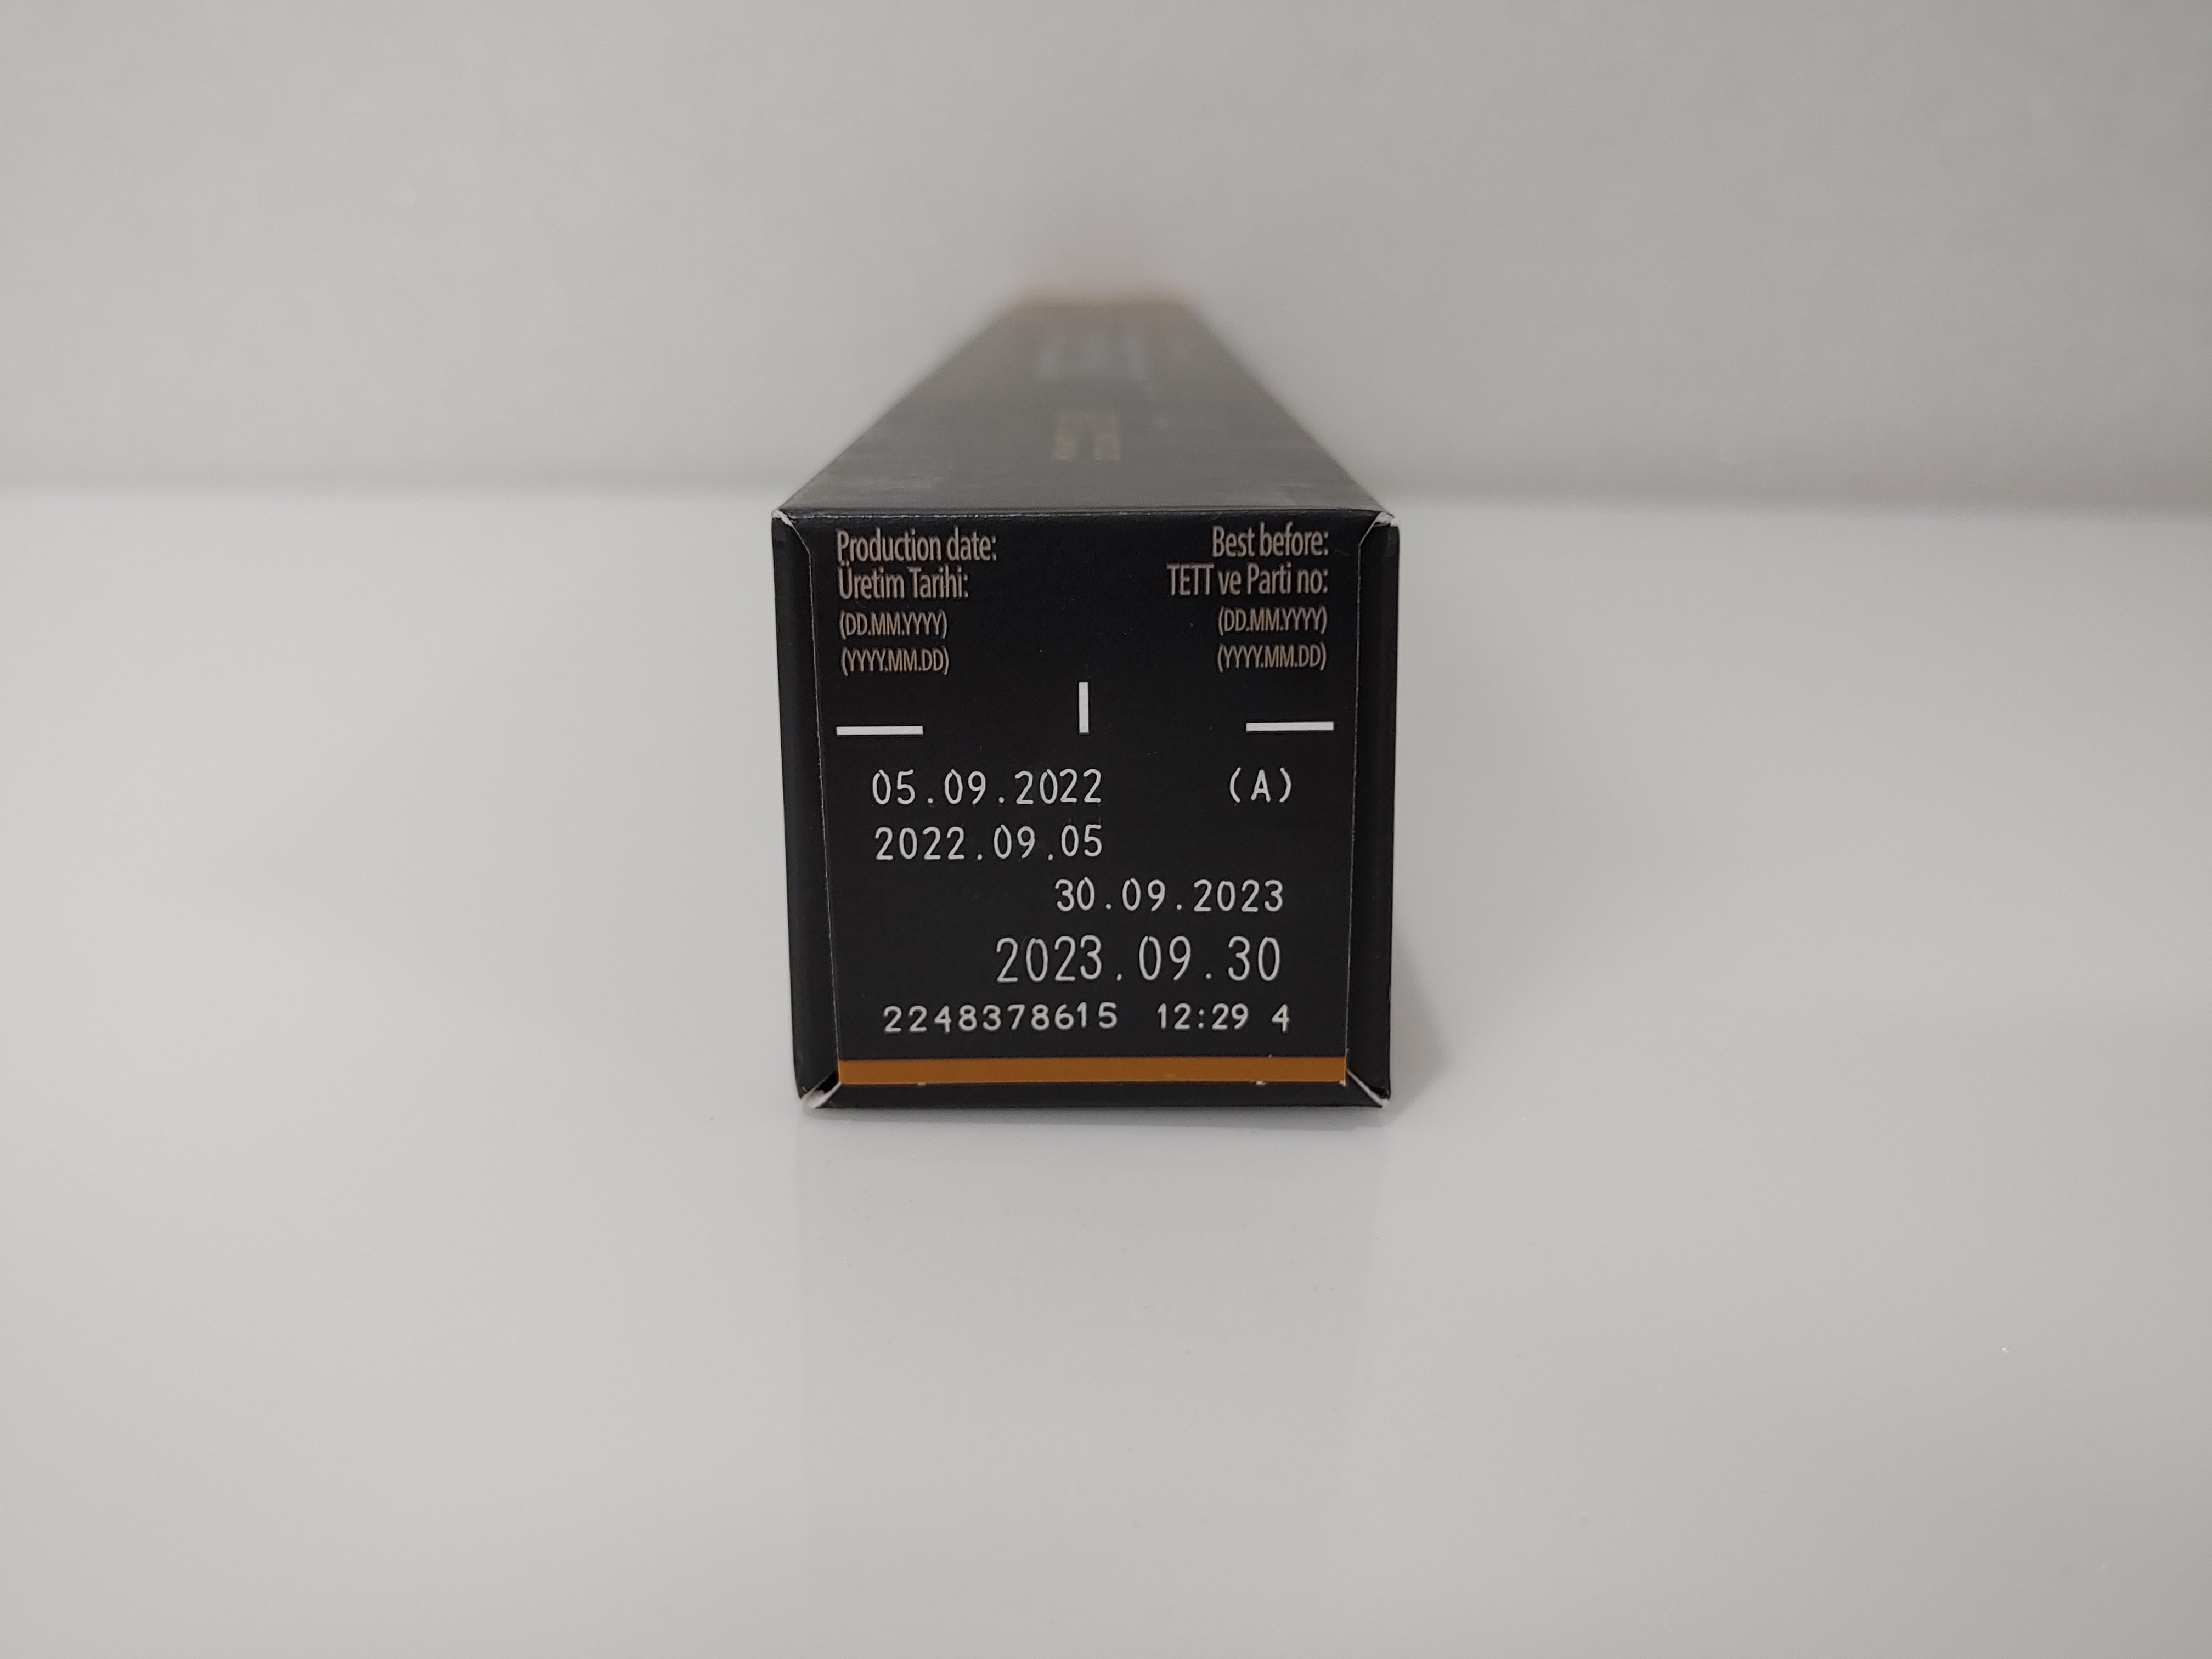 Production date:
Üretim Tarihi:
(DD.MM.YYYY)
(YYYY.MM.DD)
Best before:
TETT ve Parti no:
(DD.MM.YYYY)
(YYYY.MM.DD)
05.09.2022 (A)
2022.09.05
30.09.2023
2023.09.30
2248378615 12:29 4